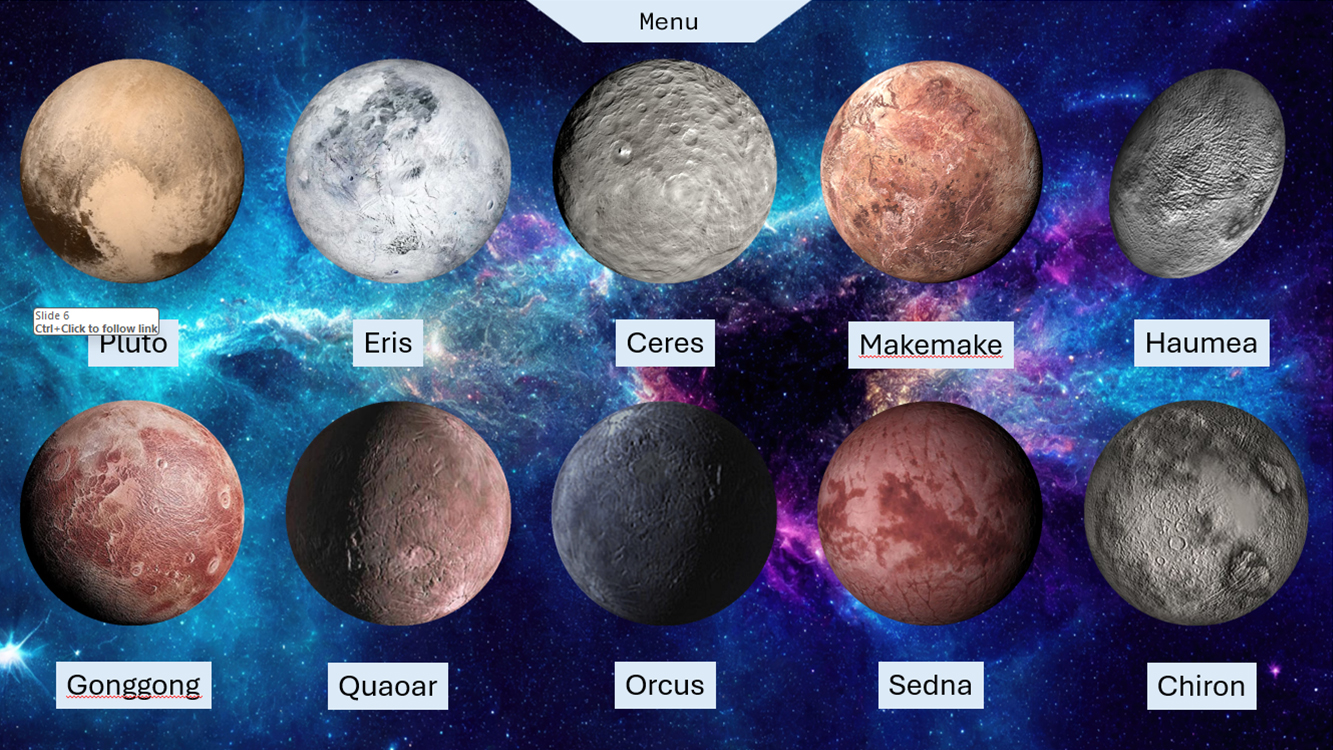 Menu
Slide 6
Ctrl+Click to follow link
Pluto
Eris
Ceres
Makemake
Haumea
Gonggong
Quaoar
Orcus
Sedna
Chiron